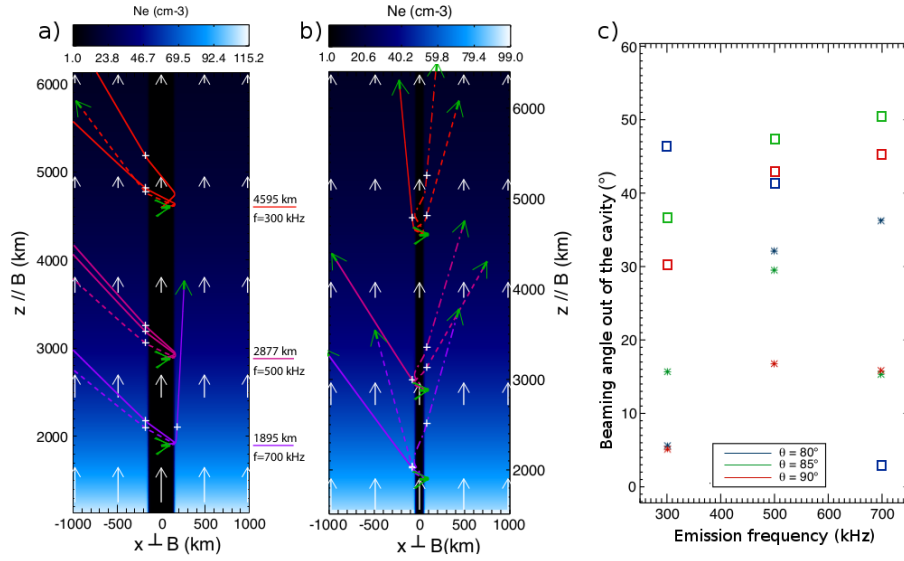 a)
Ne (cm-3)
1.0 23.8 46.7 69.5 92.4 115.2
6000
5000
4000
3000
2000
z // B (km)
-1000 -500 0 500 1000
x ⊥ B (km)
4595 km
f=300 kHz
2877 km
f=500 kHz
1895 km
f=700 kHz
b)
Ne (cm-3)
1.0 20.6 40.2 59.8 79.4 99.0
6000
5000
4000
3000
2000
z // B (km)
-1000 -500 0 500 1000
x ⊥ B(km)
c)
60
50
40
30
20
10
0
Beaming angle out of the cavity (°)
θ = 80°
θ = 85°
θ = 90°
300 400 500 600 700
Emission frequency (kHz)